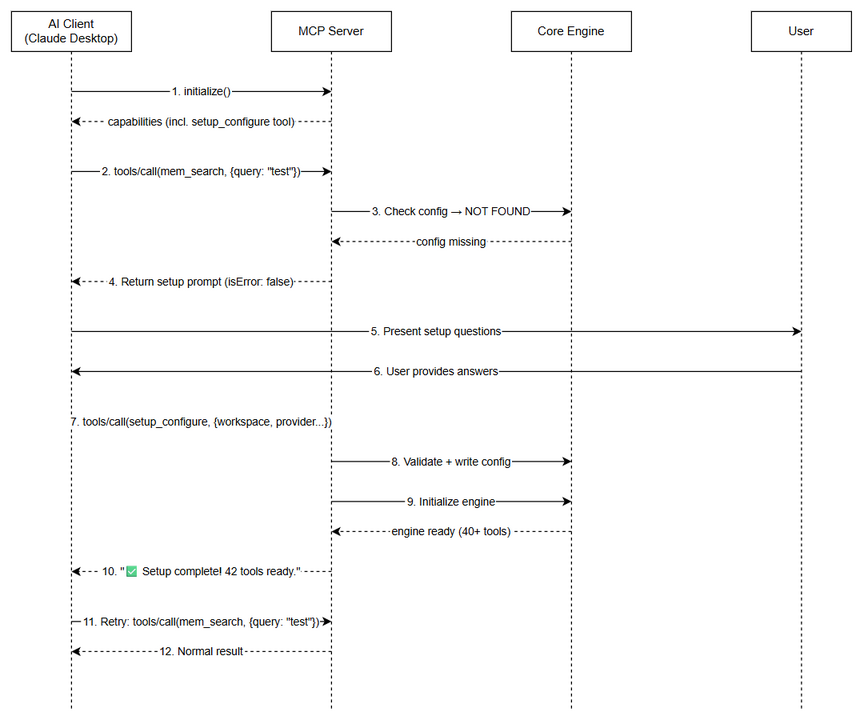 AI Client
(Claude Desktop)
MCP Server
Core Engine
User
1. initialize()
capabilities (incl. setup_configure tool)
2. tools/call(mem_search, {query: "test"})
3. Check config → NOT FOUND
config missing
4. Return setup prompt (isError: false)
5. Present setup questions
6. User provides answers
7. tools/call(setup_configure, {workspace, provider...})
8. Validate + write config
9. Initialize engine
engine ready (40+ tools)
10. "✅ Setup complete! 42 tools ready."
11. Retry: tools/call(mem_search, {query: "test"})
12. Normal result